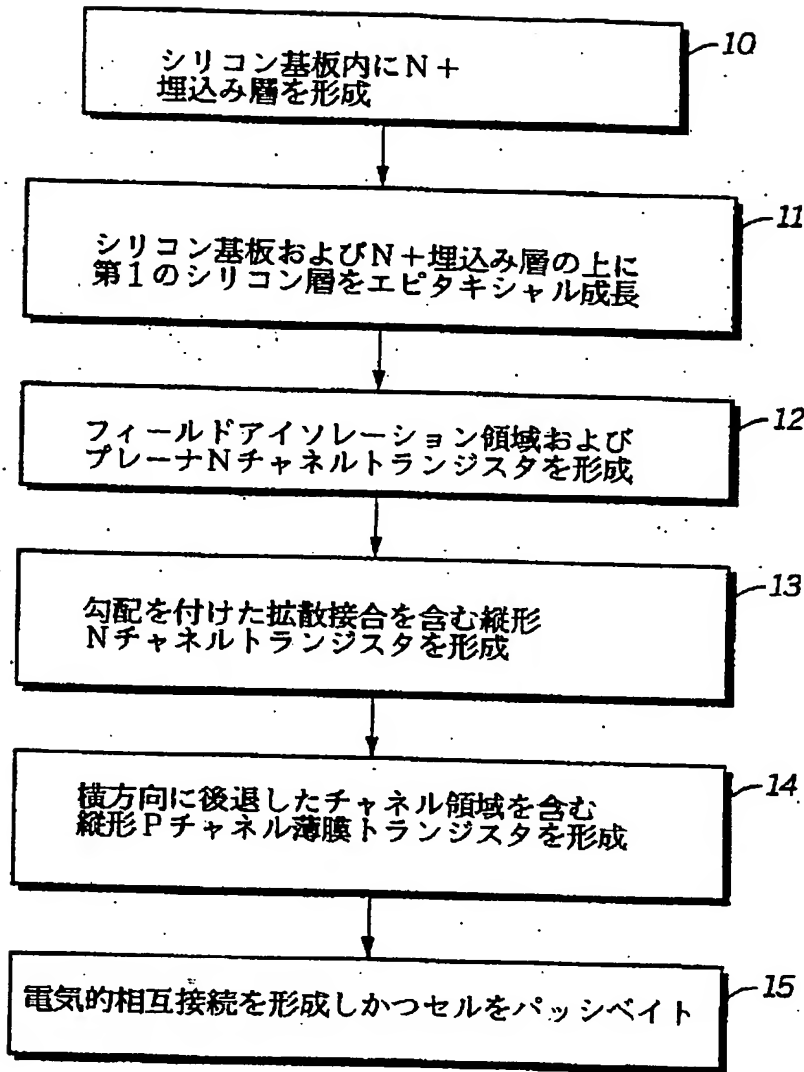 シリコン基板内にN+
埋込み層を形成
10
シリコン基板およびN+埋込み層の上に
第1のシリコン層をエピタキシャル成長
11
フィールドアイソレーション領域および
プレーナNチャネルトランジスタを形成
12
勾配を付けた拡散接合を含む縦形
Nチャネルトランジスタを形成
13
横方向に後退したチャネル領域を含む
縦形Pチャネル薄膜トランジスタを形成
14
電気的相互接続を形成しかつセルをパッシベイト
15